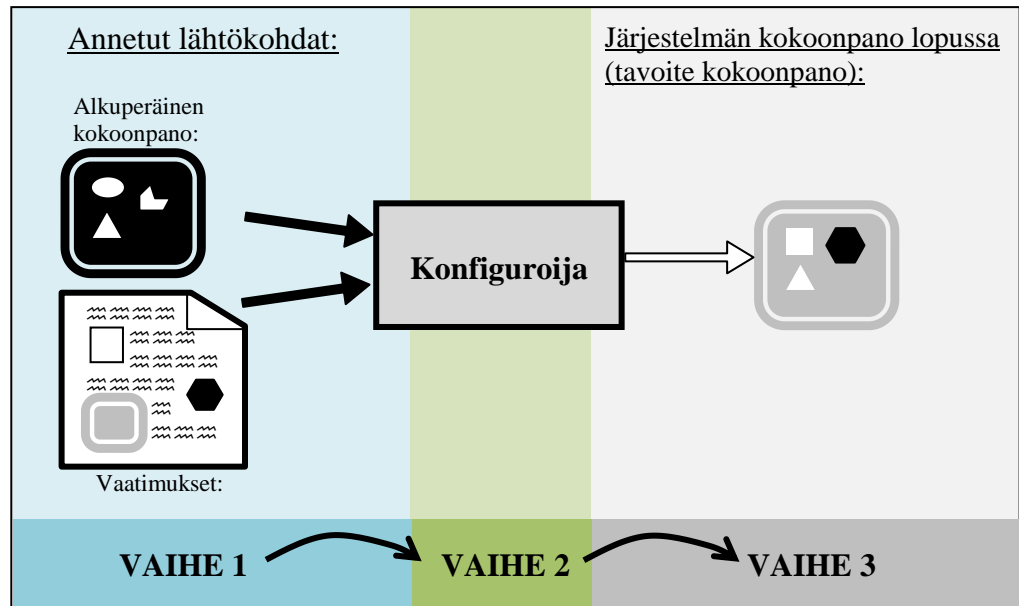 Annetut lähtökohdat:
Alkuperäinen
kokoonpano:
Vaatimukset:
Konfiguroija
Järjestelmän kokoonpano lopussa
(tavoite kokoonpano):
VAIHE 1
VAIHE 2
VAIHE 3